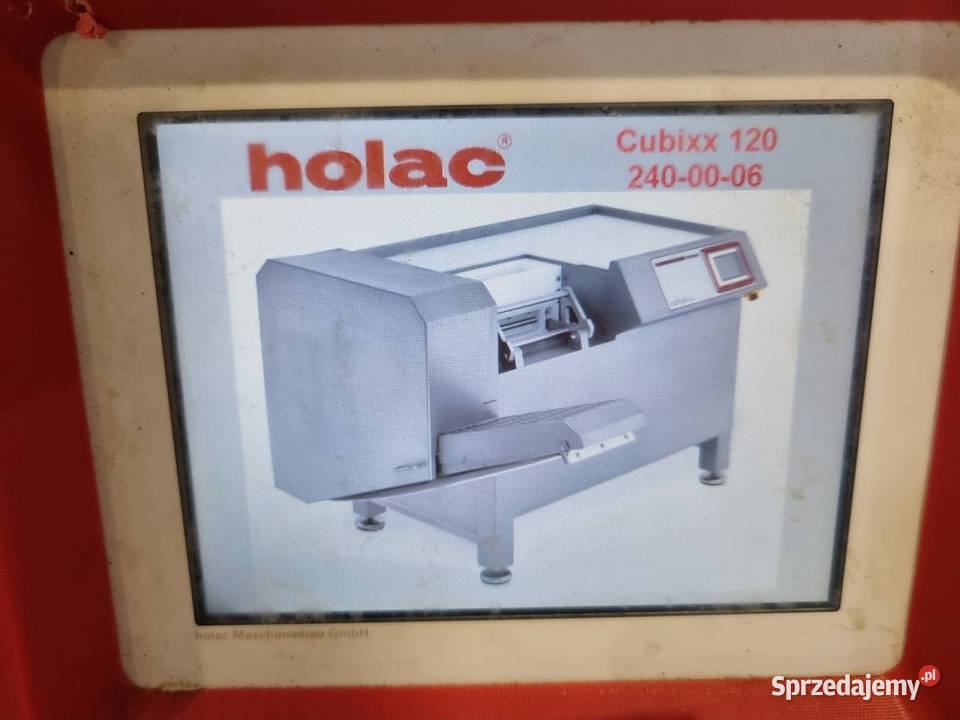 holac®
Cubixx 120
240-00-06
holac Maschinenbau GmbH
Sprzedajemy.pl